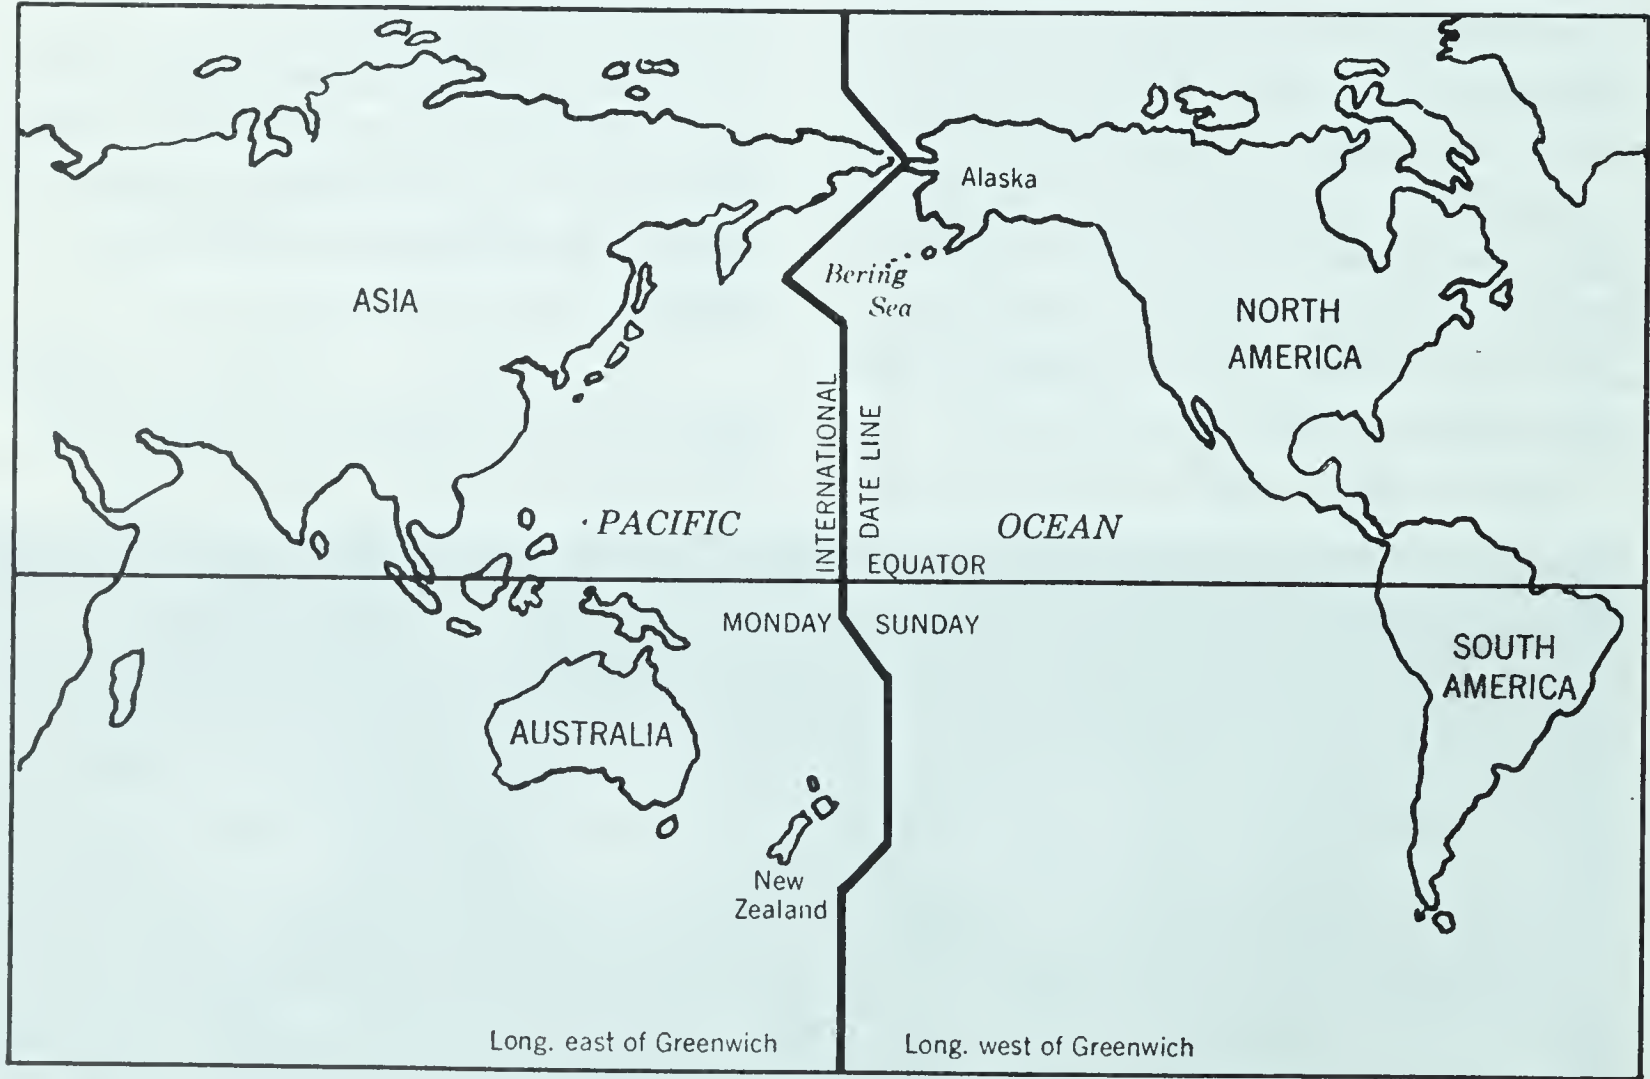 Alaska
Bering
Sea
ASIA
NORTH
AMERICA
INTERNATIONAL
DATE LINE
PACIFIC
OCEAN
EQUATOR
MONDAY
SUNDAY
SOUTH
AMERICA
AUSTRALIA
New
Zealand
Long. east of Greenwich
Long. west of Greenwich